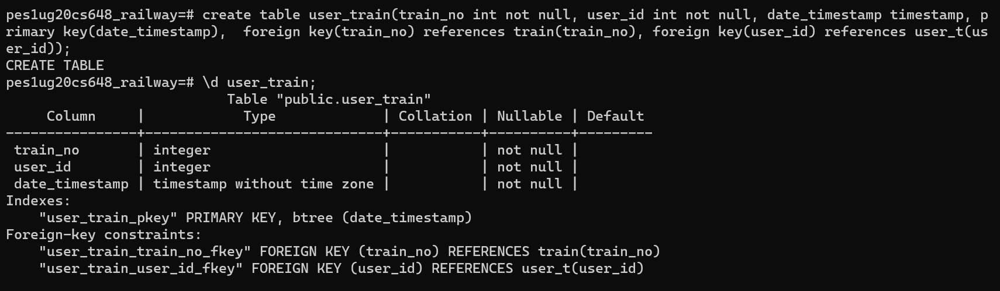 pes1ug20cs648_railway=# create table user_train(train_no int not null, user_id int not null, date_timestamp timestamp, p
rimary key(date_timestamp),  foreign key(train_no) references train(train_no), foreign key(user_id) references user_t(us
er_id));
CREATE TABLE
pes1ug20cs648_railway=# \d user_train;
                           Table "public.user_train"
     Column     |            Type             | Collation | Nullable | Default
----------------+-----------------------------+-----------+----------+---------
 train_no       | integer                     |           | not null |
 user_id        | integer                     |           | not null |
 date_timestamp | timestamp without time zone |           | not null |
Indexes:
    "user_train_pkey" PRIMARY KEY, btree (date_timestamp)
Foreign-key constraints:
    "user_train_train_no_fkey" FOREIGN KEY (train_no) REFERENCES train(train_no)
    "user_train_user_id_fkey" FOREIGN KEY (user_id) REFERENCES user_t(user_id)